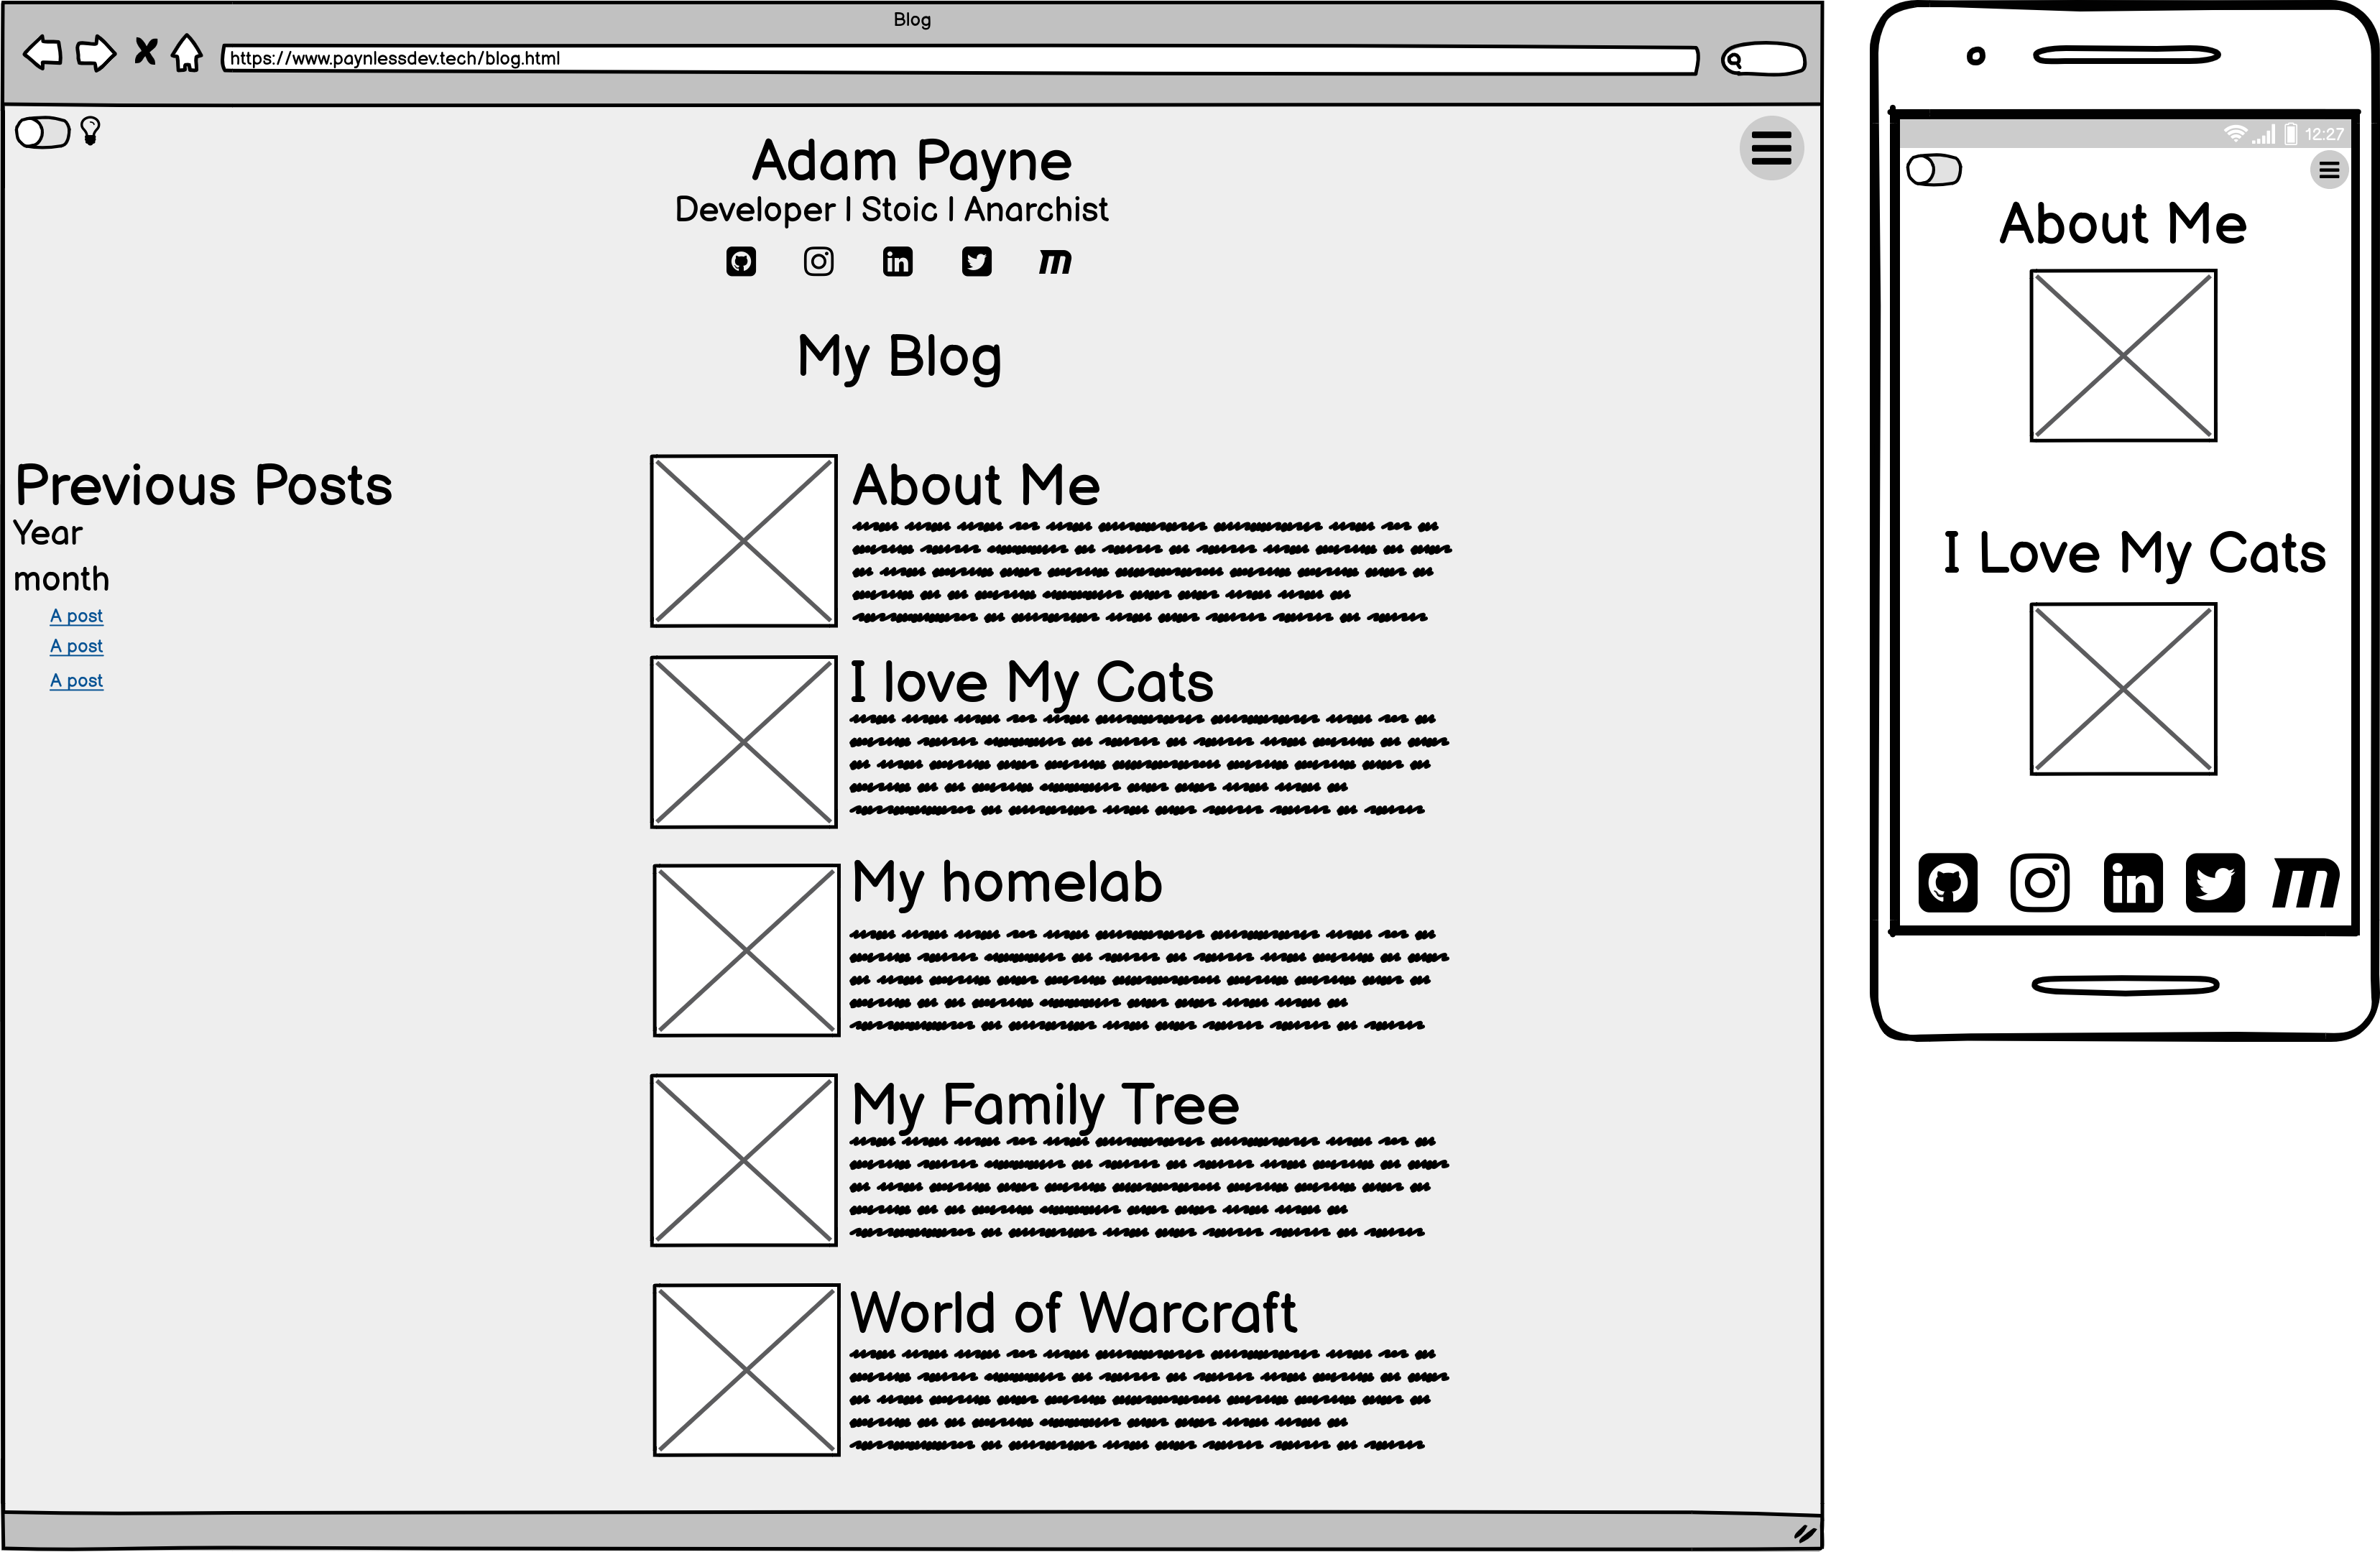 Blog
https://www.paynlessdev.tech/blog.html
Adam Payne
Developer | Stoic | Anarchist
My Blog
Previous Posts
Year
month
A post
A post
A post
About Me
I love My Cats
My homelab
My Family Tree
World of Warcraft
12:27
About Me
I Love My Cats